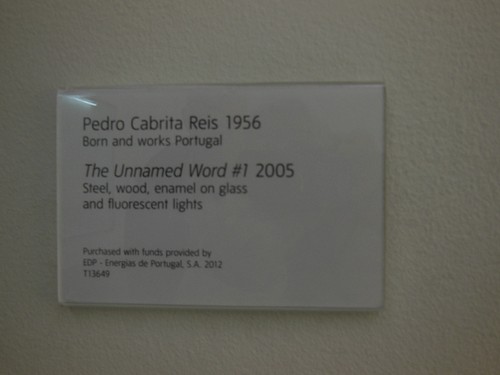 Pedro Cabrita Reis 1956
Born and works Portugal
The Unnamed Word #1 2005
Steel, wood, enamel on glass
and fluorescent lights
Purchased with funds provided by
EDP - Energias de Portugal, S.A. 2012
T13649